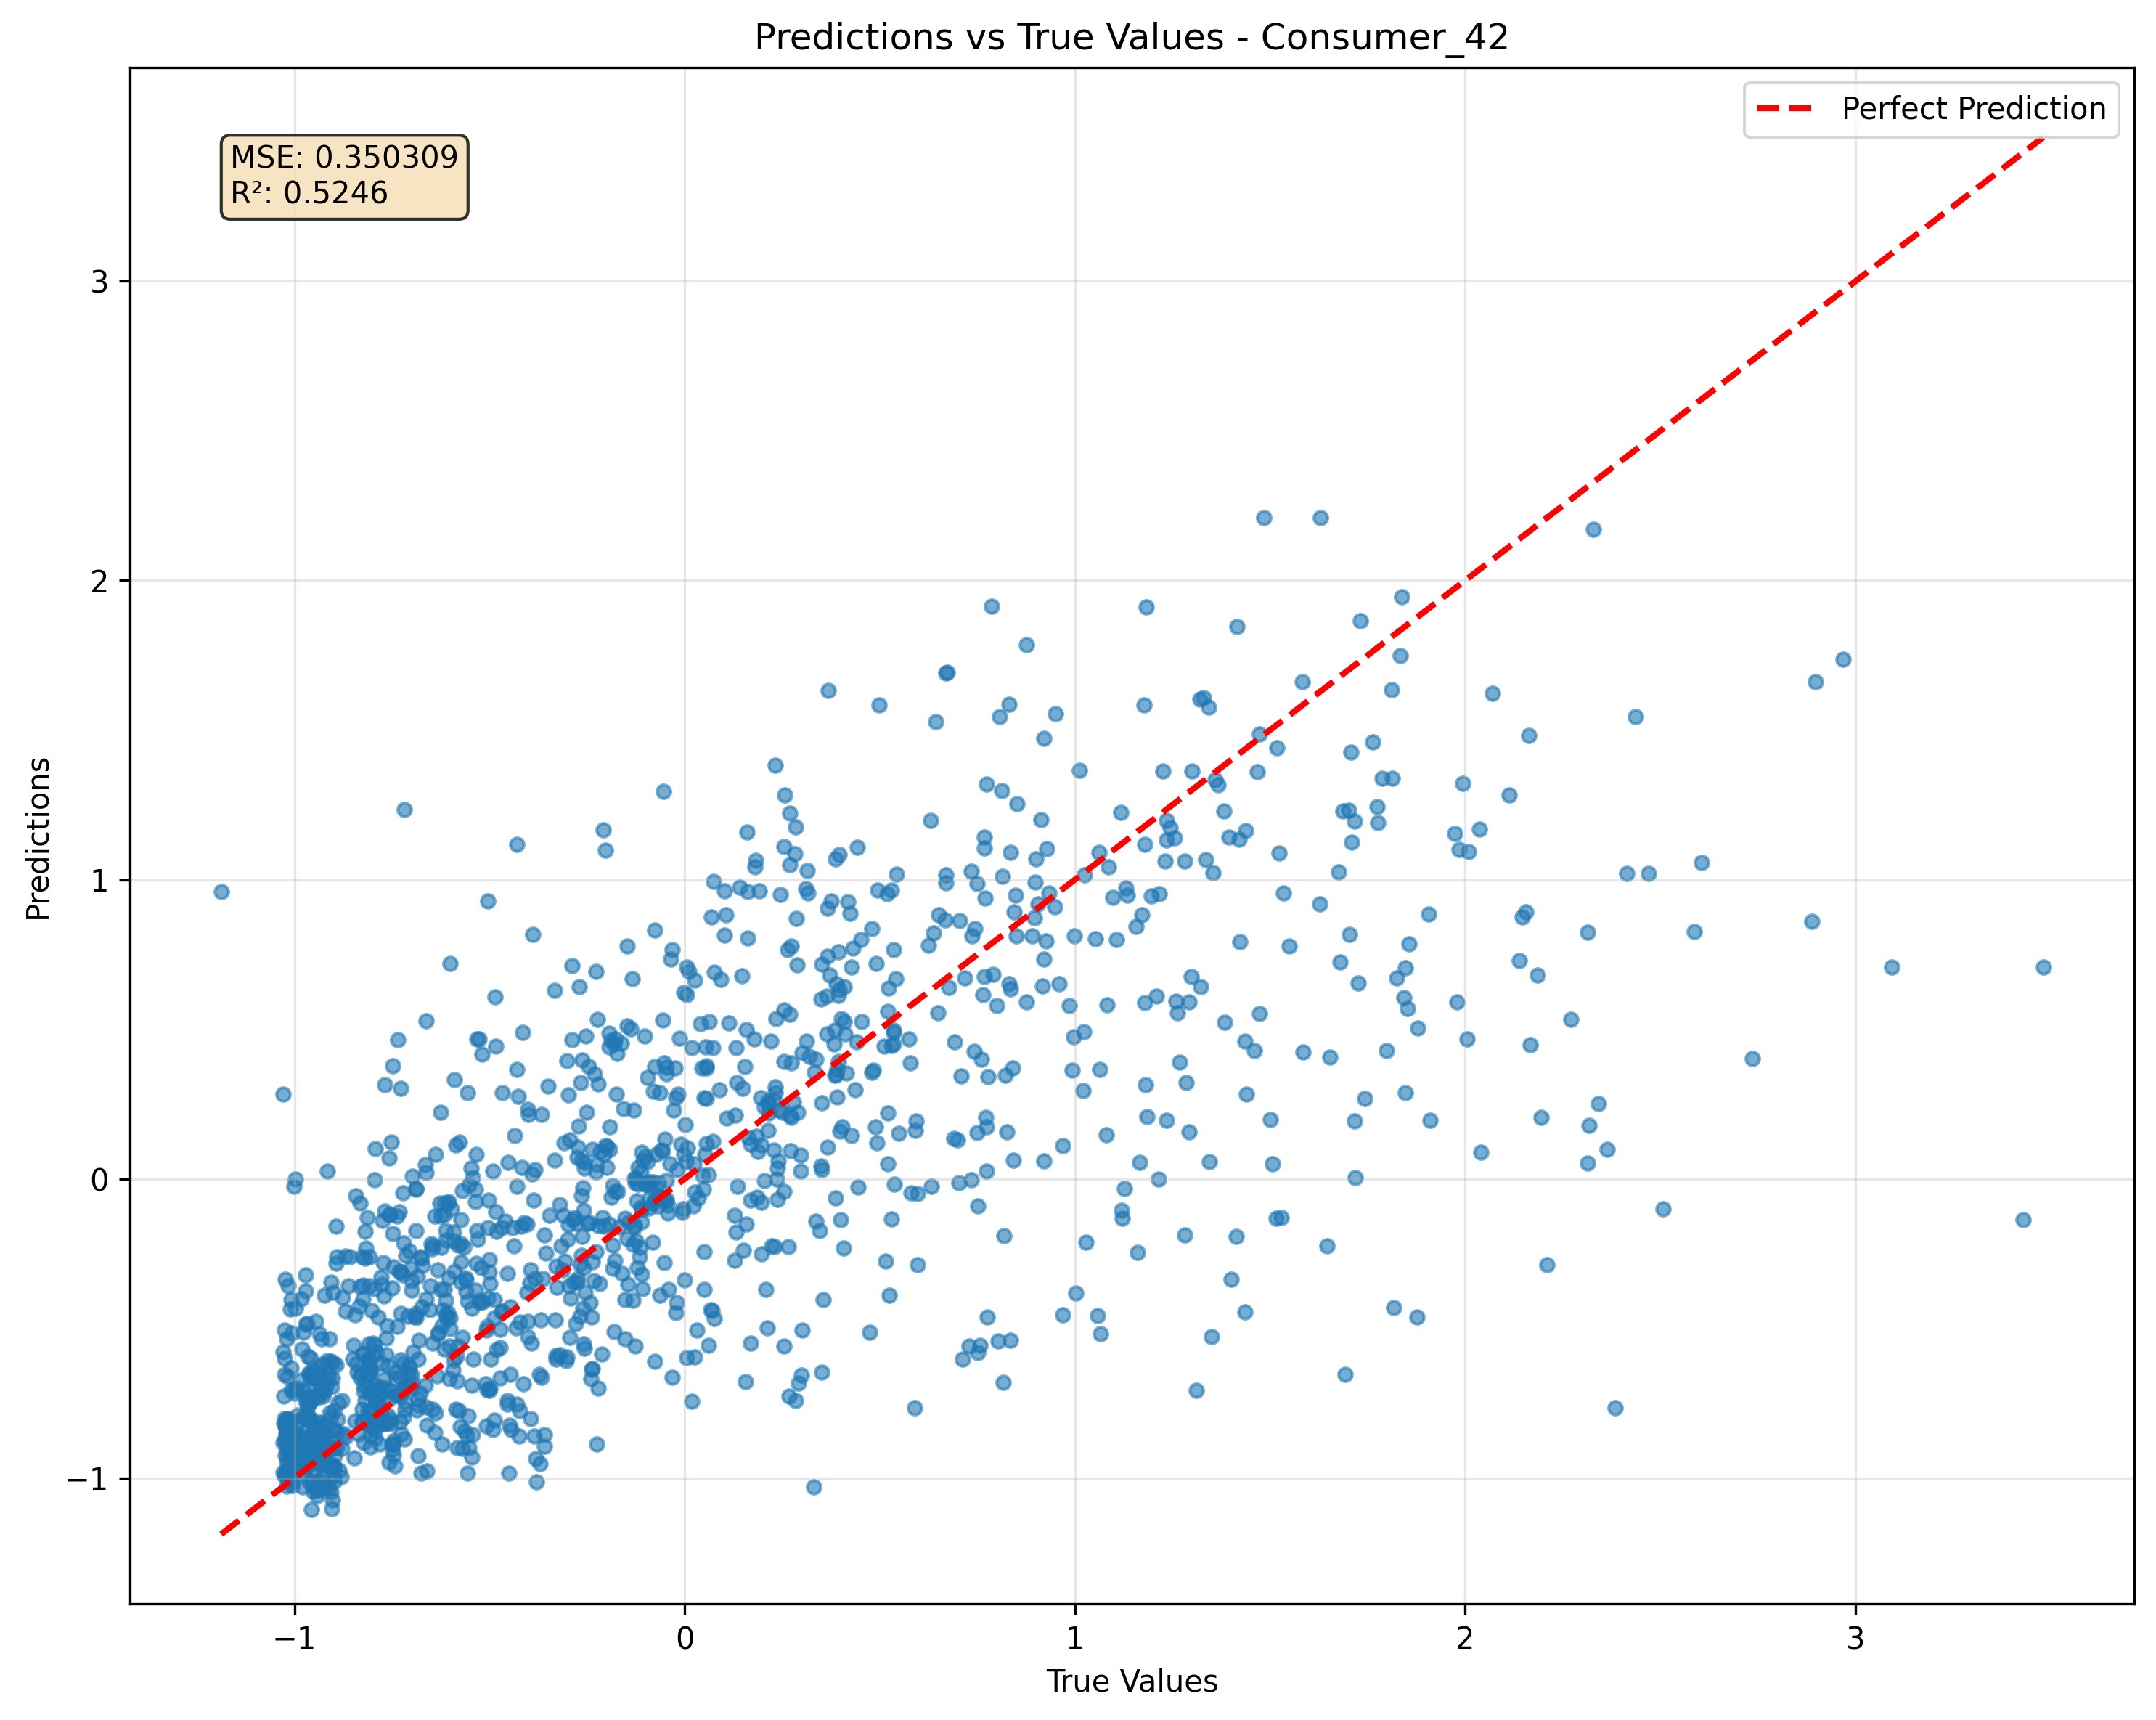 Predictions vs True Values - Consumer_42
Perfect Prediction
MSE: 0.350309
R²: 0.5246
3
2
1
0
−1
Predictions
−1
0
1
2
3
True Values